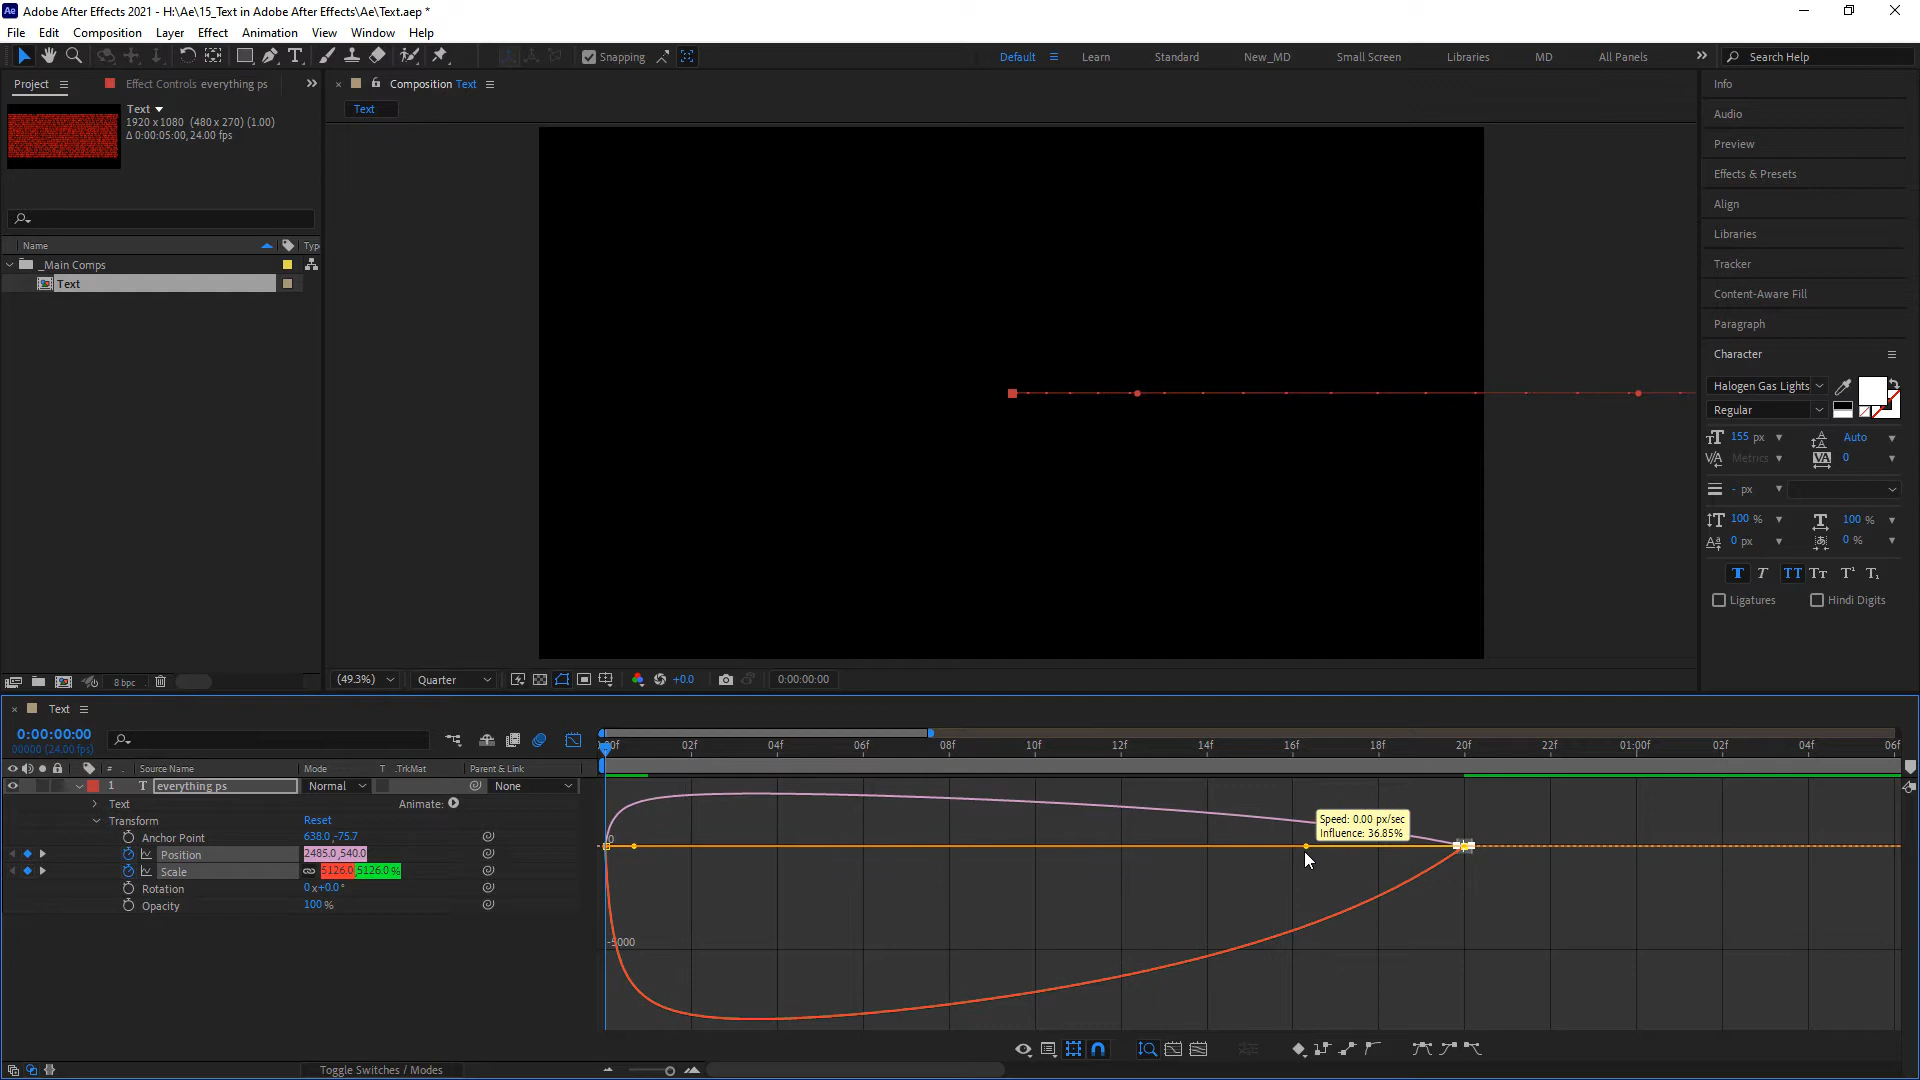 Adobe After Effects 2021 - H:\Ae\15_Text in Adobe After Effects\Ae\Text.aep *
File Edit Composition Layer Effect Animation View Window Help
Snapping
Default Learn Standard New_MD Small Screen Libraries MD All Panels Search Help
Project Effect Controls everything ps
Composition Text
Text
Text
1920 x 1080 (480 x 270) (1.00)
Δ 0:00:05:00, 24.00 fps
Name Typ
_Main Comps
Text
8 bpc
(49.3%) Quarter +0.0 0:00:00:00
Info
Audio
Preview
Effects & Presets
Align
Libraries
Tracker
Content-Aware Fill
Paragraph
Character
Halogen Gas Lights
Regular
155 px Auto
Metrics 0
- px
100 % 100 %
0 px 0 %
Ligatures Hindi Digits
Text
0:00:00:00
00000 (24.00 fps)
# Source Name Mode T .TrkMat Parent & Link
1 T everything ps Normal None
Text Animate:
Transform Reset
Anchor Point 638.0,-75.7
Position 2485.0,540.0
Scale 5126.0,5126.0%
Rotation 0x+0.0°
Opacity 100%
02f 04f 06f 08f 10f 12f 14f 16f 18f 20f 22f 01:00f 02f 04f 06f
0
-5000
Speed: 0.00 px/sec
Influence: 36.85%
Toggle Switches / Modes